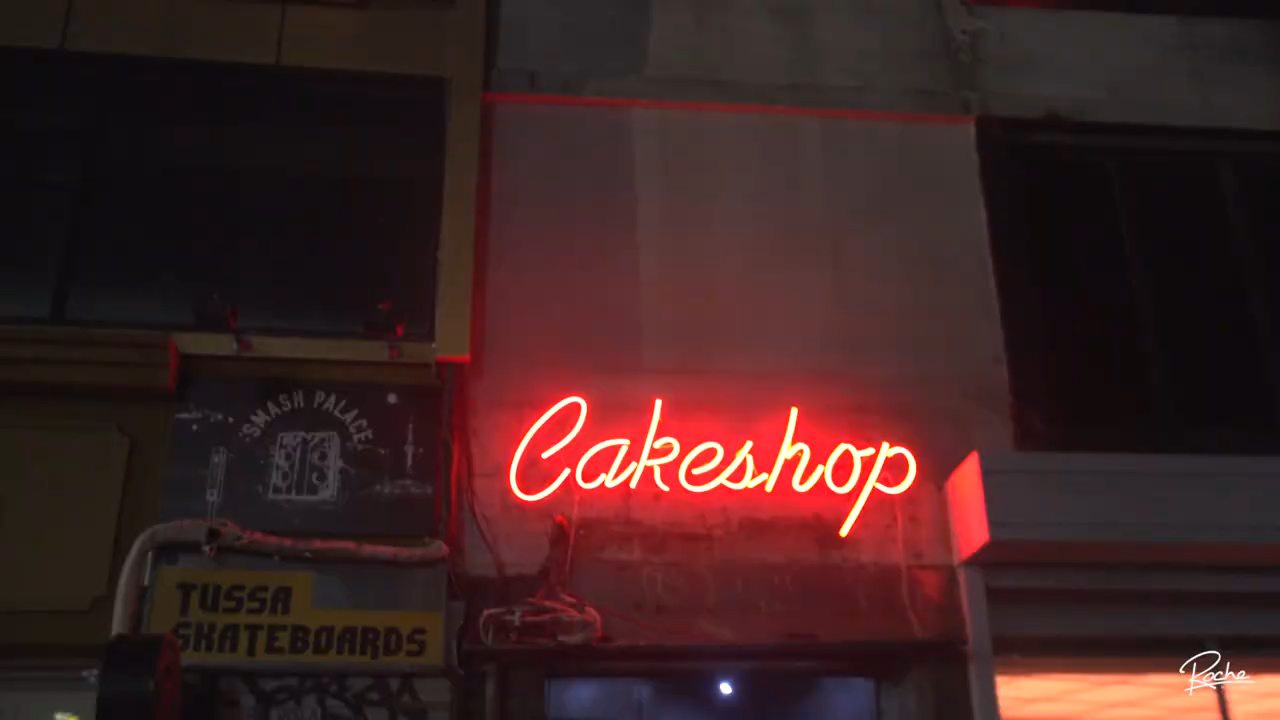 SMASH PALACE
Cakeshop
TUSSA
SKATEBOARDS
Roche